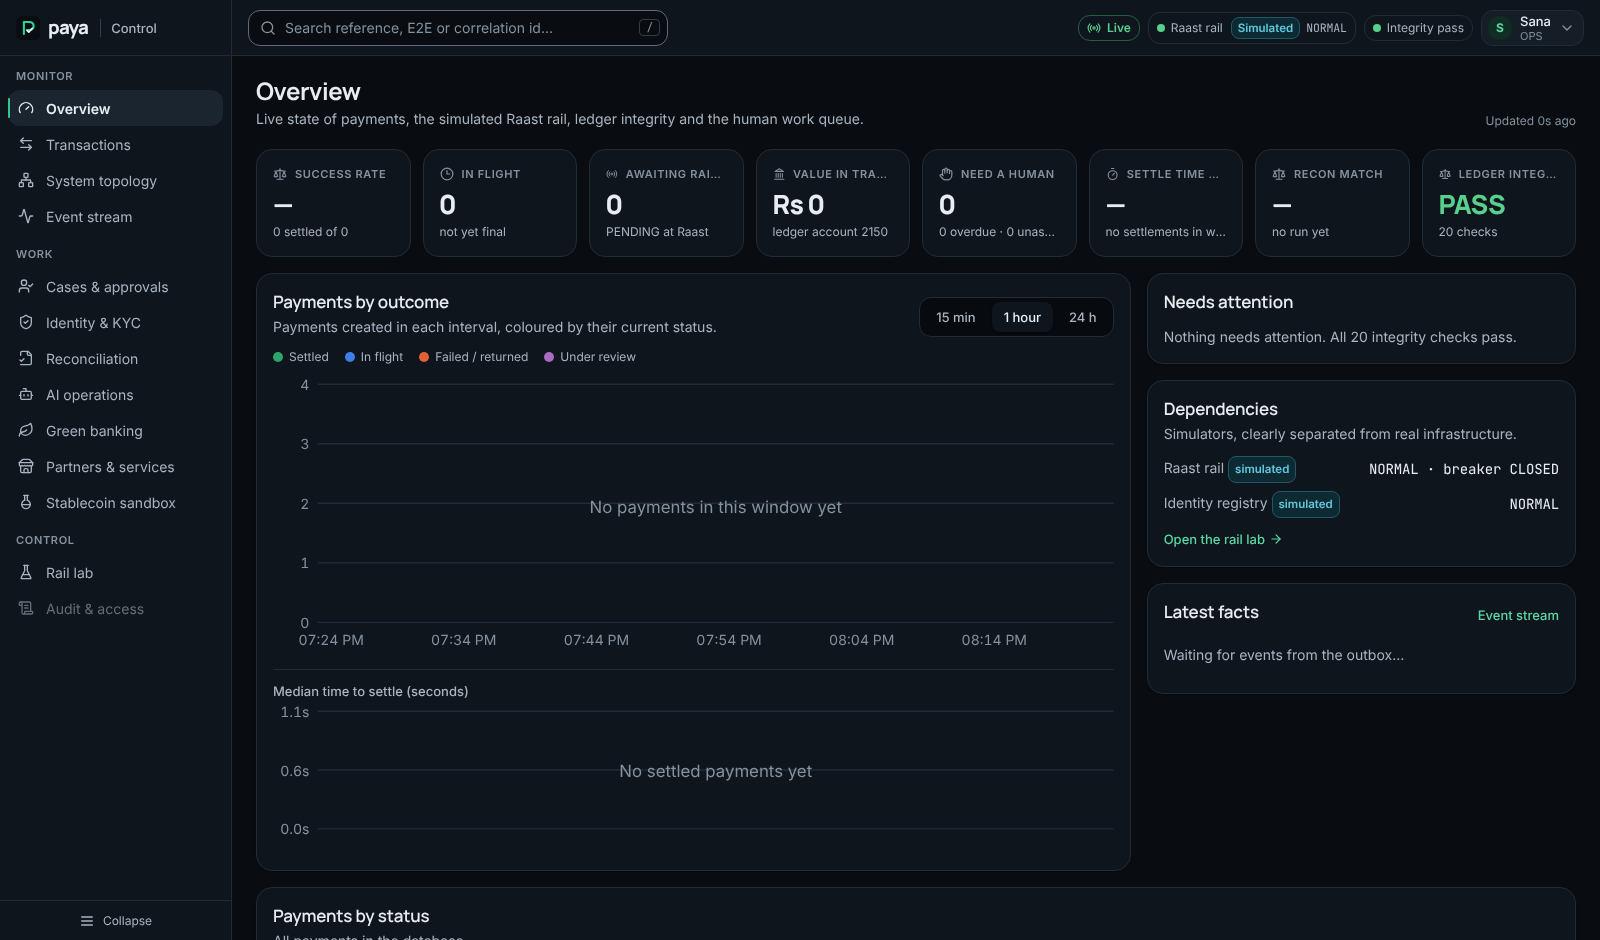 paya
Control
Search reference, E2E or correlation id...
/
Live
Raast rail Simulated NORMAL
Integrity pass
S
Sana
OPS
MONITOR
Overview
Transactions
System topology
Event stream
WORK
Cases & approvals
Identity & KYC
Reconciliation
AI operations
Green banking
Partners & services
Stablecoin sandbox
CONTROL
Rail lab
Audit & access
Collapse
Overview
Live state of payments, the simulated Raast rail, ledger integrity and the human work queue.
Updated 0s ago
SUCCESS RATE
—
0 settled of 0
IN FLIGHT
0
not yet final
AWAITING RAI...
0
PENDING at Raast
VALUE IN TRA...
Rs 0
ledger account 2150
NEED A HUMAN
0
0 overdue · 0 unas...
SETTLE TIME ...
—
no settlements in w...
RECON MATCH
—
no run yet
LEDGER INTEG...
PASS
20 checks
Payments by outcome
Payments created in each interval, coloured by their current status.
15 min 1 hour 24 h
Settled In flight Failed / returned Under review
4
3
2
1
0
No payments in this window yet
07:24 PM 07:34 PM 07:44 PM 07:54 PM 08:04 PM 08:14 PM
Median time to settle (seconds)
1.1s
0.6s
0.0s
No settled payments yet
Needs attention
Nothing needs attention. All 20 integrity checks pass.
Dependencies
Simulators, clearly separated from real infrastructure.
Raast rail simulated NORMAL · breaker CLOSED
Identity registry simulated NORMAL
Open the rail lab →
Latest facts
Event stream
Waiting for events from the outbox...
Payments by status
All payments in the database